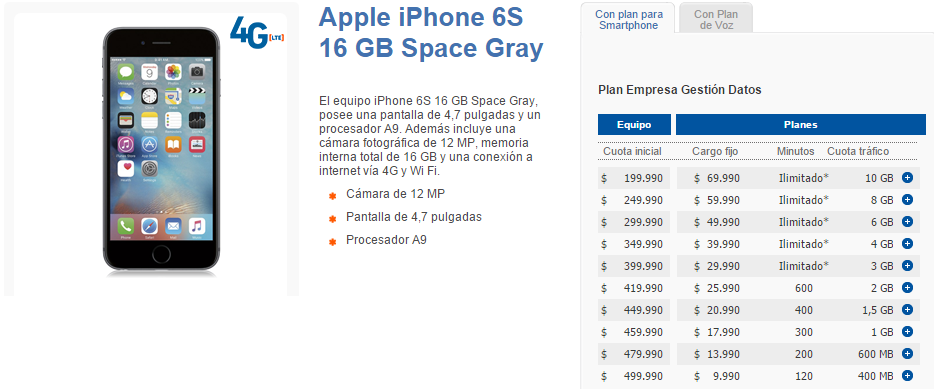 4G [LTE]
Apple iPhone 6S
16 GB Space Gray
El equipo iPhone 6S 16 GB Space Gray,
posee una pantalla de 4,7 pulgadas y un
procesador A9. Además incluye una
cámara fotográfica de 12 MP, memoria
interna total de 16 GB y una conexión a
internet vía 4G y Wi Fi.
Cámara de 12 MP
Pantalla de 4,7 pulgadas
Procesador A9
Con plan para
Smartphone
Con Plan
de Voz
Plan Empresa Gestión Datos
Equipo Planes
Cuota inicial Cargo fijo Minutos Cuota tráfico
$ 199.990 $ 69.990 Ilimitado* 10 GB
$ 249.990 $ 59.990 Ilimitado* 8 GB
$ 299.990 $ 49.990 Ilimitado* 6 GB
$ 349.990 $ 39.990 Ilimitado* 4 GB
$ 399.990 $ 29.990 Ilimitado* 3 GB
$ 419.990 $ 25.990 600 2 GB
$ 449.990 $ 20.990 400 1,5 GB
$ 459.990 $ 17.990 300 1 GB
$ 479.990 $ 13.990 200 600 MB
$ 499.990 $ 9.990 120 400 MB